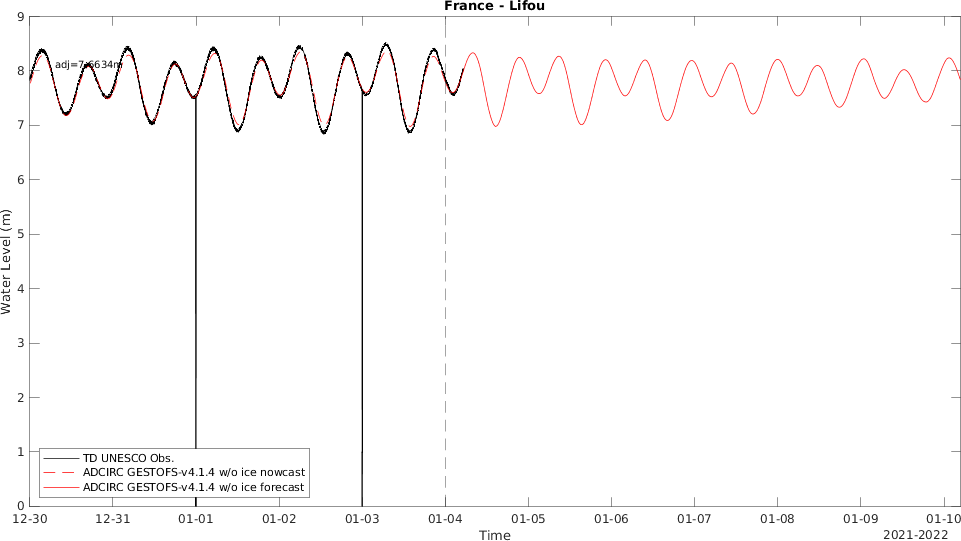 France - Lifou
9
8
7
6
5
4
3
2
1
0
Water Level (m)
adj=7.6634m
TD UNESCO Obs.
ADCIRC GESTOFS-v4.1.4 w/o ice nowcast
ADCIRC GESTOFS-v4.1.4 w/o ice forecast
12-30 12-31 01-01 01-02 01-03 01-04 01-05 01-06 01-07 01-08 01-09 01-10
Time
2021-2022